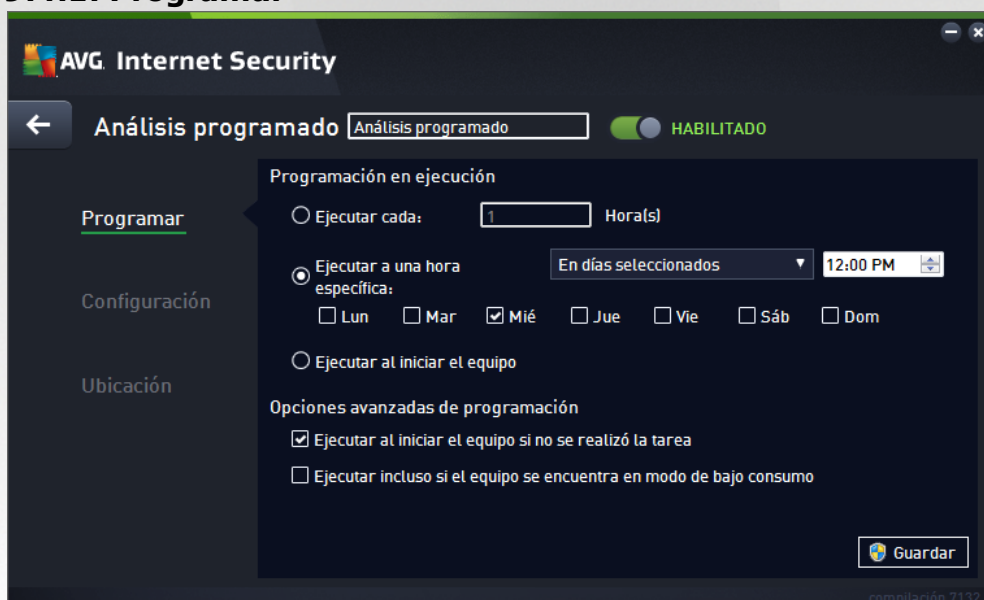 Programar
AVG Internet Security
Análisis programado Análisis programado HABILITADO
Programación en ejecución
Programar
Ejecutar cada: 1 Hora(s)
Ejecutar a una hora específica:
En días seleccionados 12:00 PM
Lun Mar Mié Jue Vie Sáb Dom
Configuración
Ejecutar al iniciar el equipo
Ubicación
Opciones avanzadas de programación
Ejecutar al iniciar el equipo si no se realizó la tarea
Ejecutar incluso si el equipo se encuentra en modo de bajo consumo
Guardar
compilación 7132